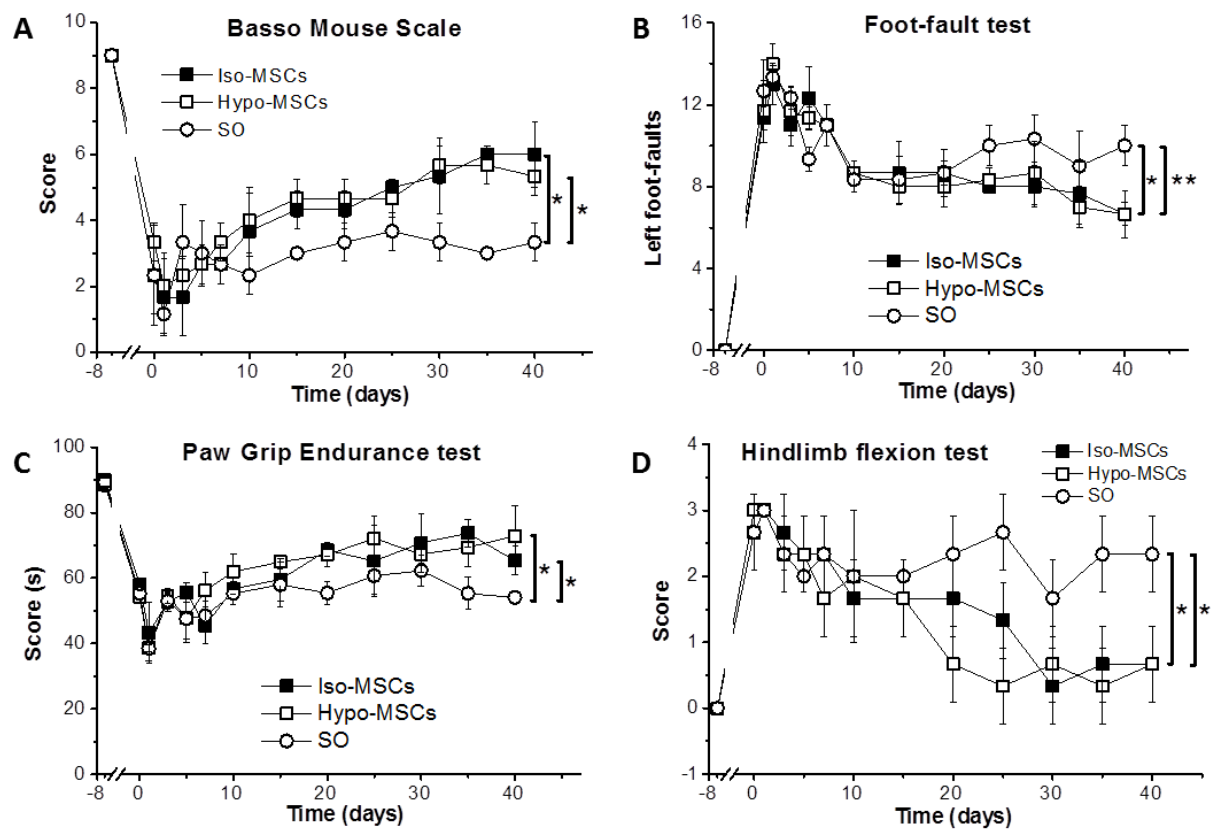 A
Basso Mouse Scale
Iso-MSCs
Hypo-MSCs
SO
Score
10
8
6
4
2
0
-8 0 10 20 30 40
Time (days)
* *
B
Foot-fault test
Iso-MSCs
Hypo-MSCs
SO
Left foot-faults
16
12
8
4
0
-8 0 10 20 30 40
Time (days)
* **
C
Paw Grip Endurance test
Iso-MSCs
Hypo-MSCs
SO
Score (s)
100
80
60
40
20
0
-8 0 10 20 30 40
Time (days)
* *
D
Hindlimb flexion test
Iso-MSCs
Hypo-MSCs
SO
Score
3
2
1
0
-1
-8 0 10 20 30 40
Time (days)
* *